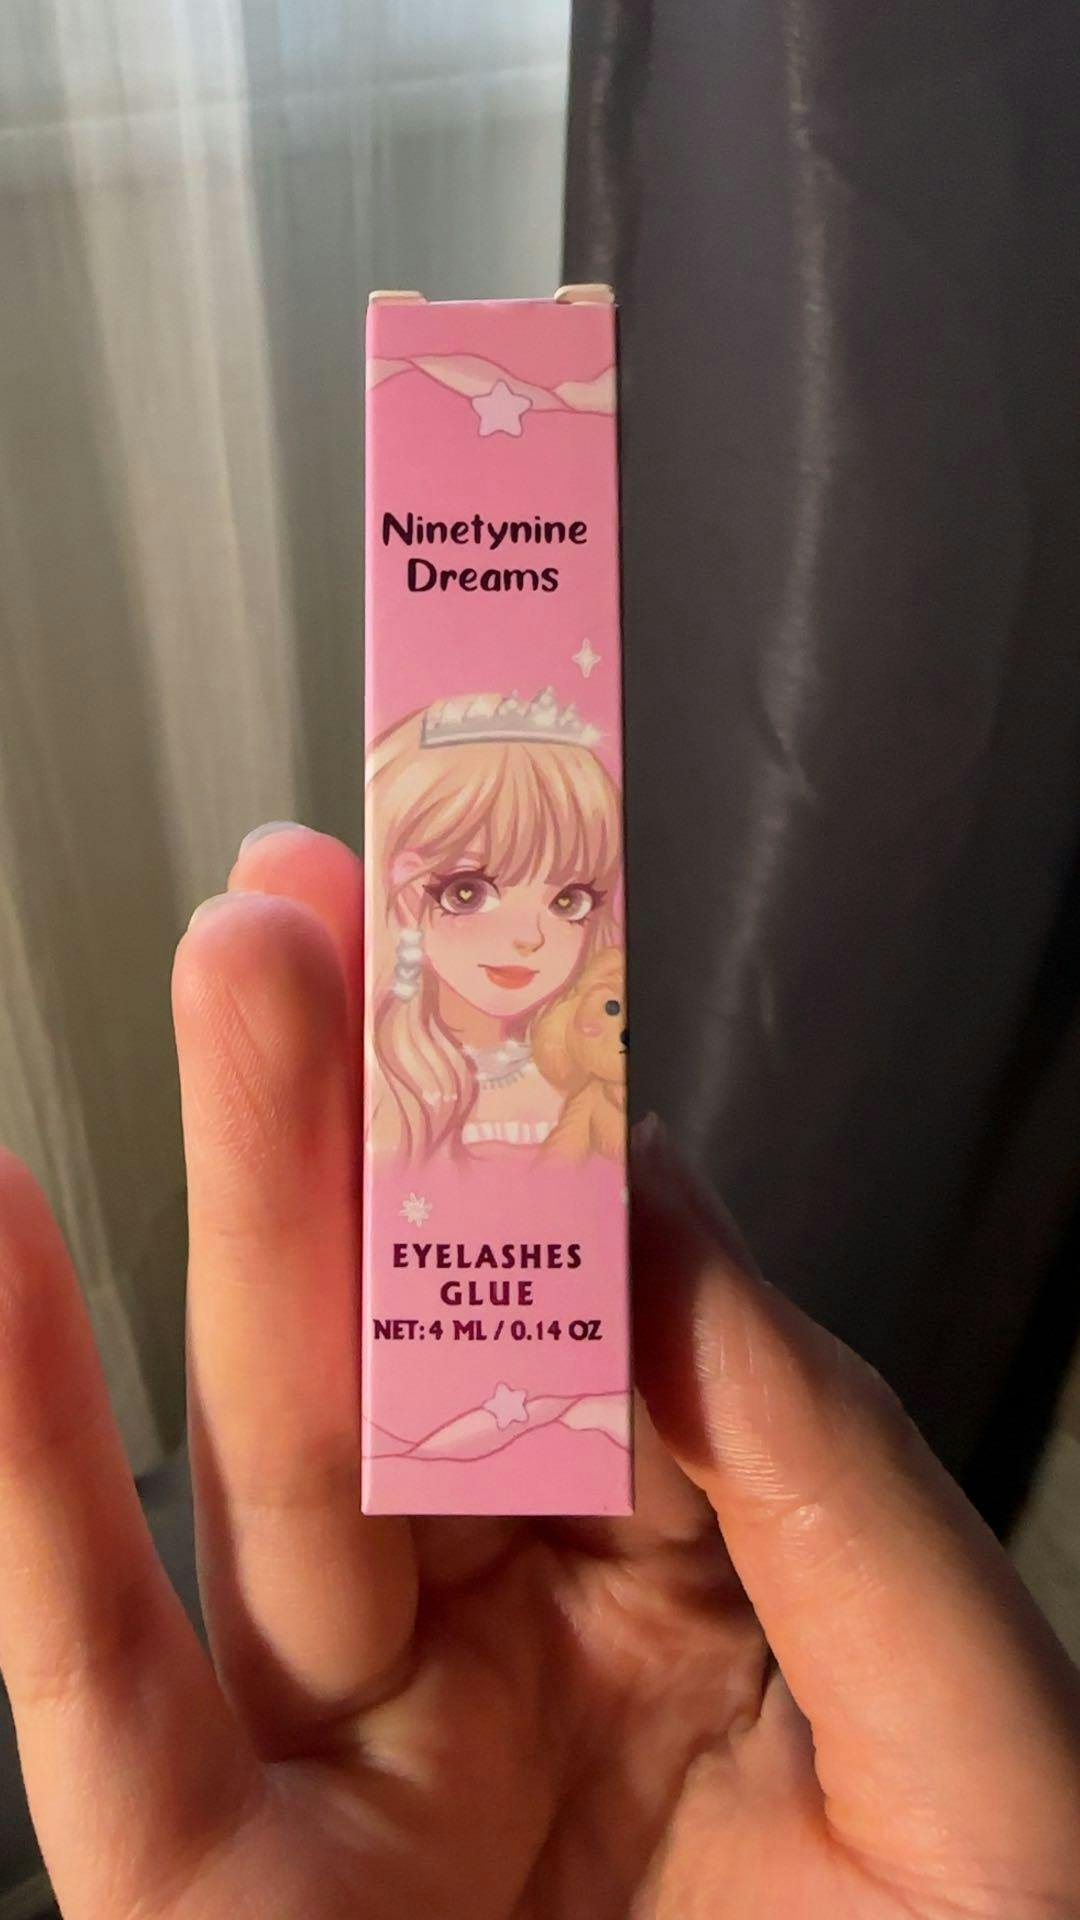 Ninetynine
Dreams
EYELASHES
GLUE
NET: 4 ML / 0.14 OZ